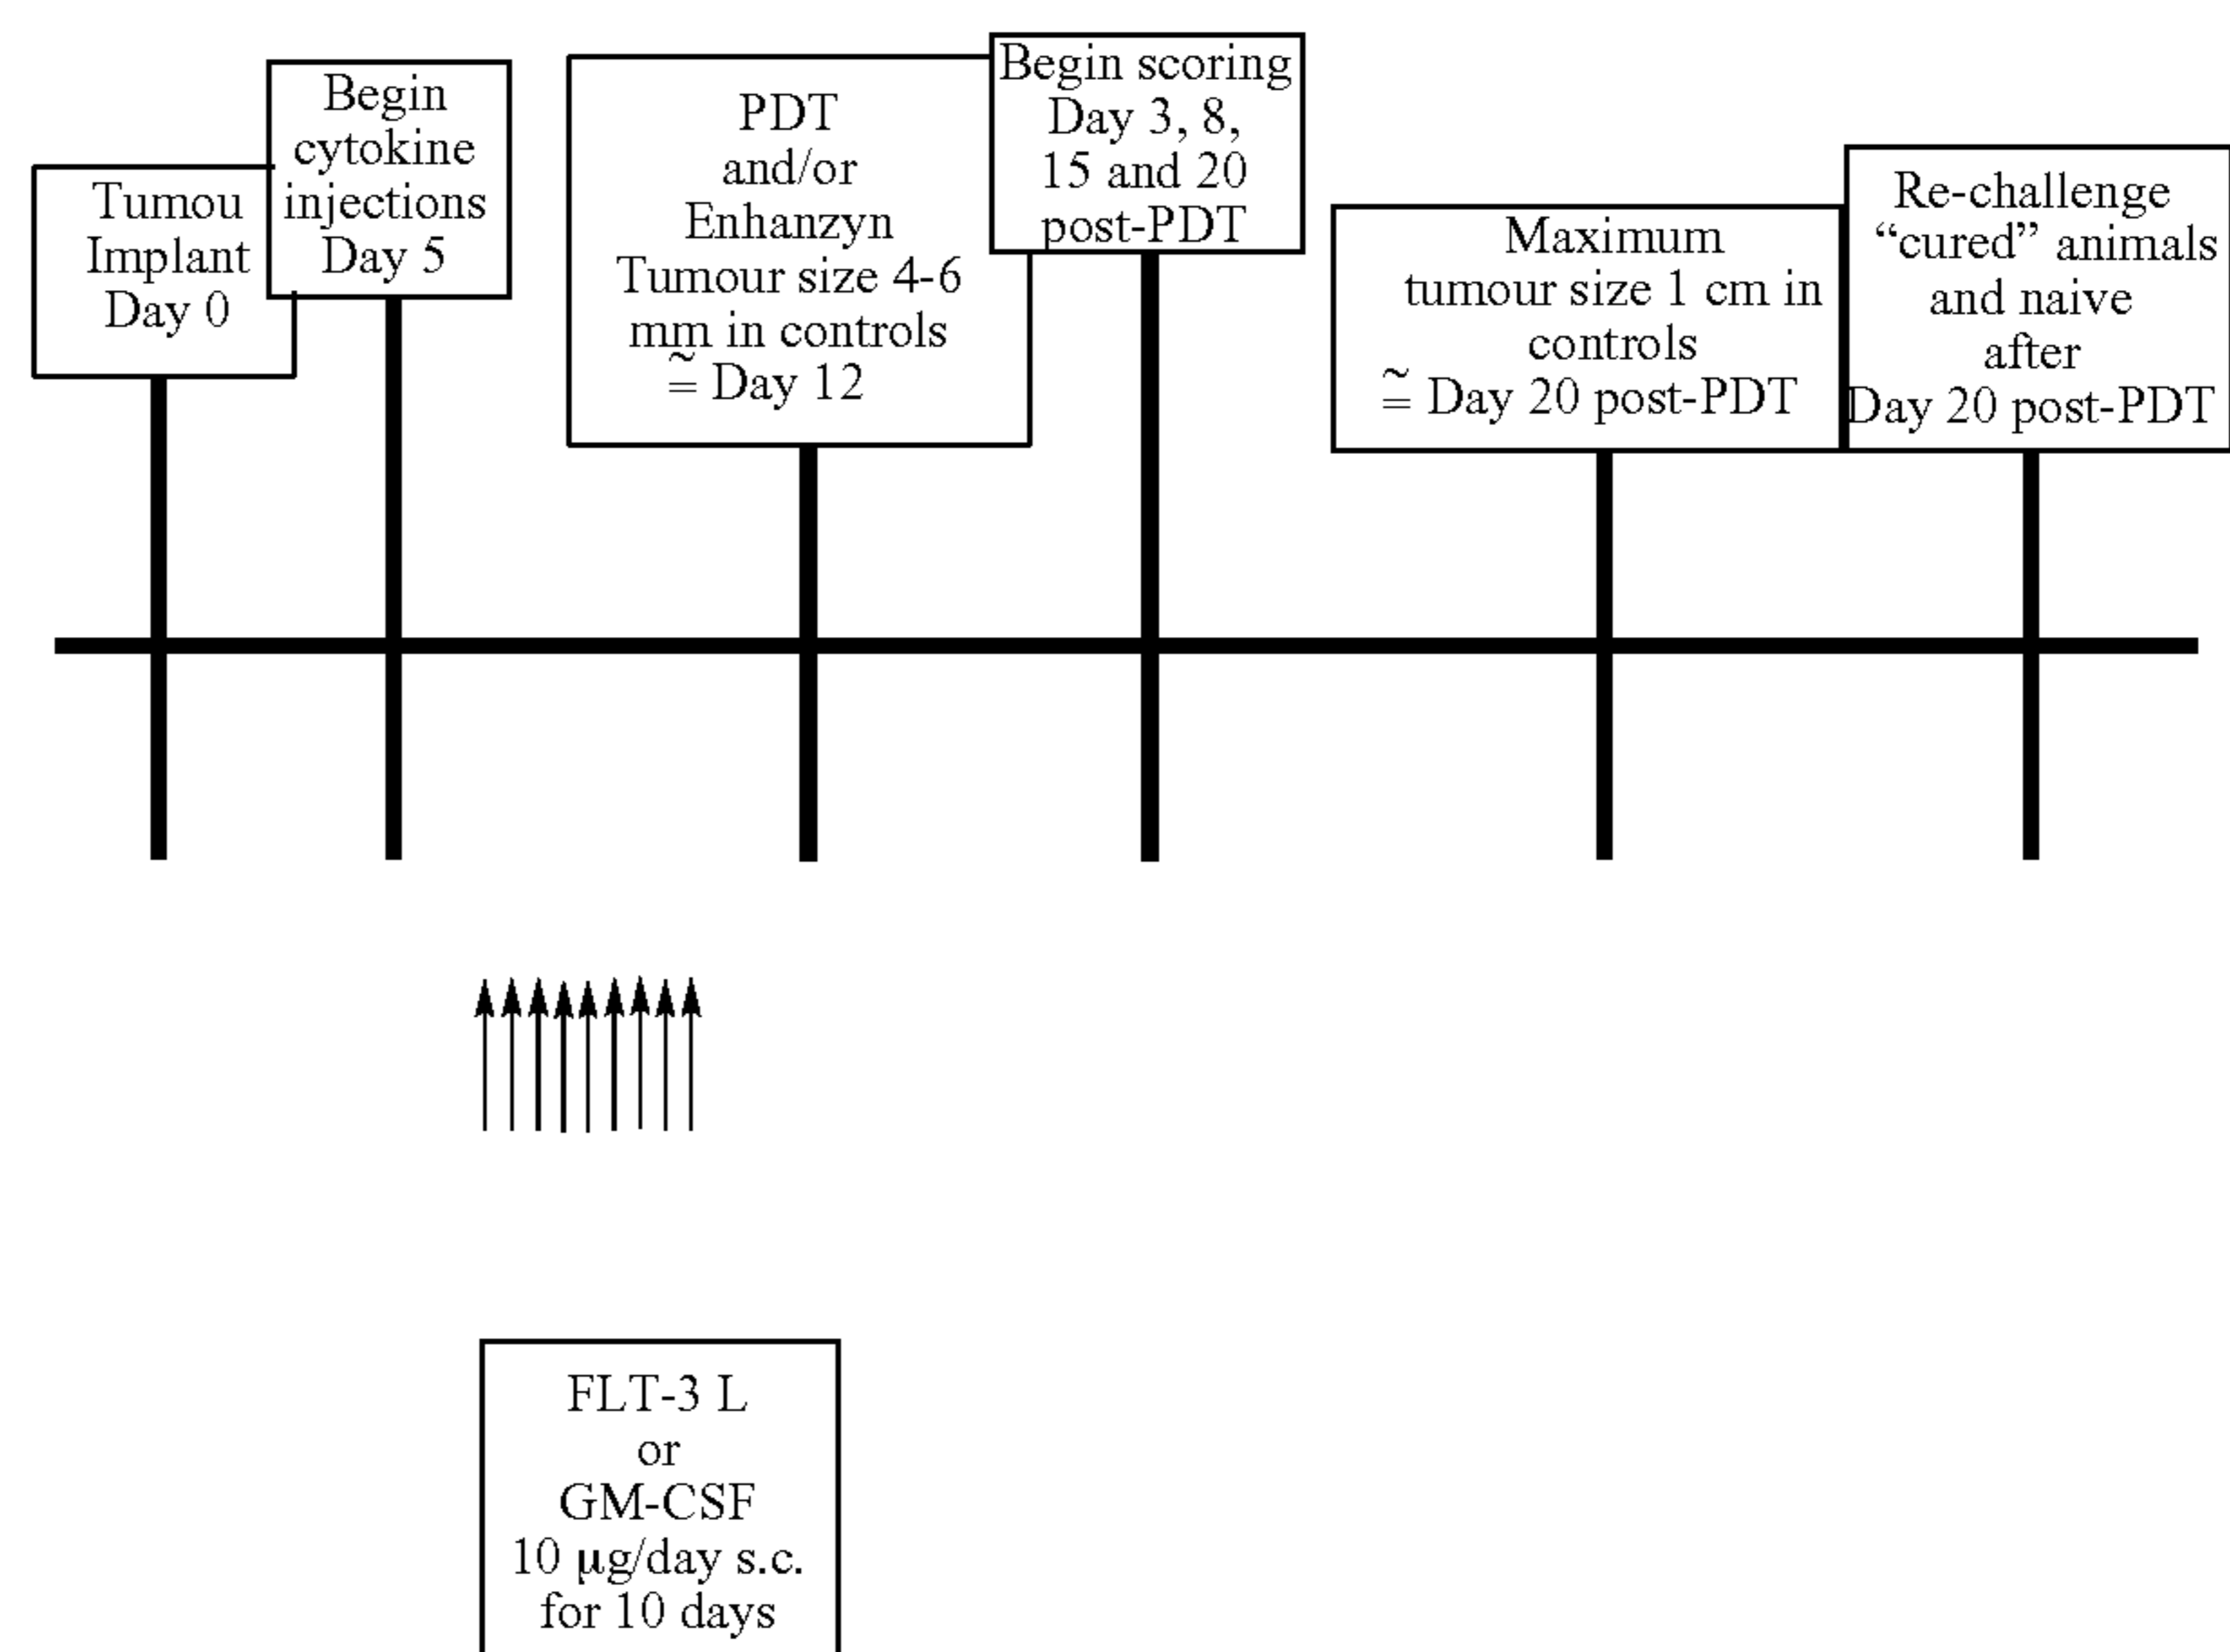 Tumou
Implant
Day 0
Begin
cytokine
injections
Day 5
PDT
and/or
Enhanzyn
Tumour size 4-6
mm in controls
≅ Day 12
Begin scoring
Day 3, 8,
15 and 20
post-PDT
Maximum
tumour size 1 cm in
controls
≅ Day 20 post-PDT
Re-challenge
“cured” animals
and naive
after
Day 20 post-PDT
FLT-3 L
or
GM-CSF
10 μg/day s.c.
for 10 days